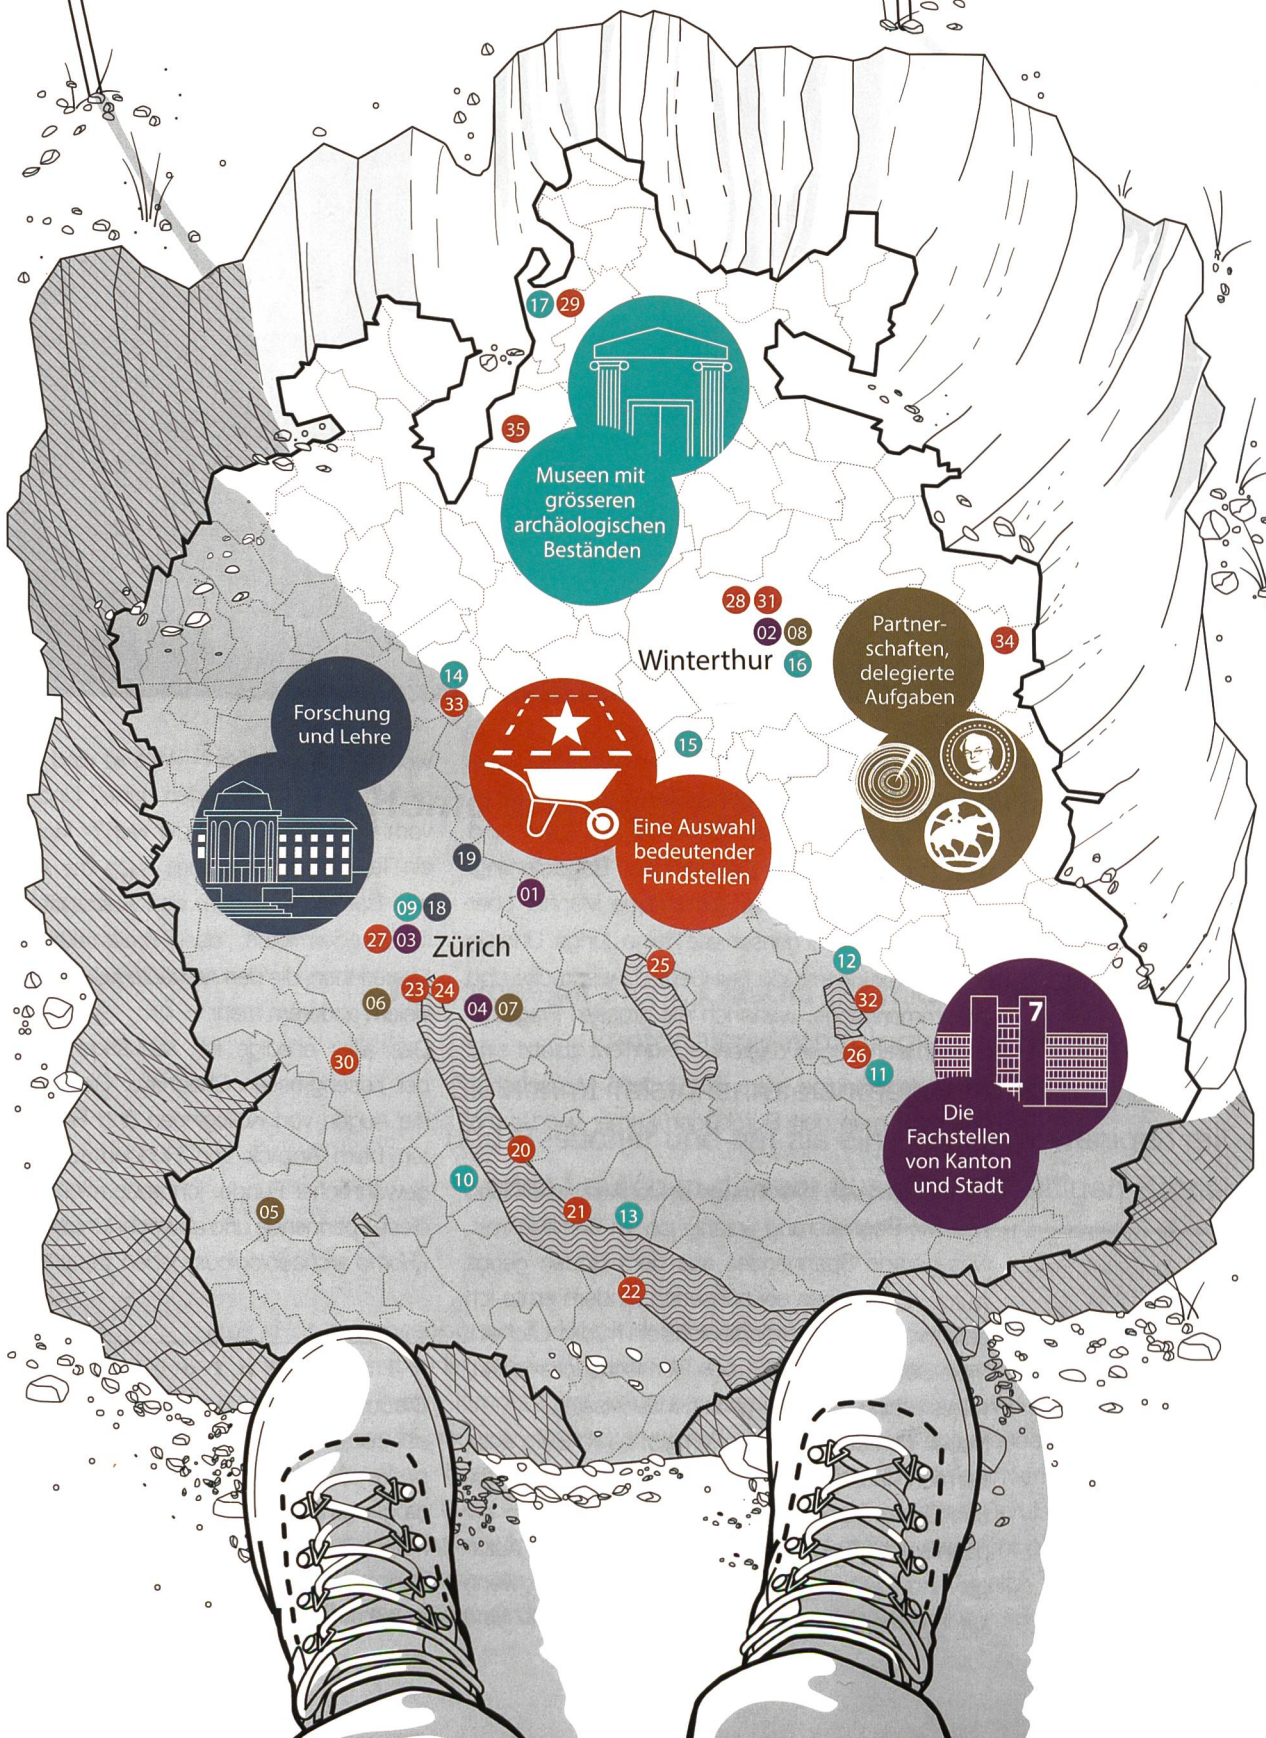 17 29
35
Museen mit
grösseren
archäologischen
Beständen
28 31
02 08
Winterthur 16
Partner-
schaften,
delegierte
Aufgaben
34
14
33
Forschung
und Lehre
15
Eine Auswahl
bedeutender
Fundstellen
19
01
09 18
27 03 Zürich
12
25
23 24
06
04 07
32
7
30
26
11
Die
Fachstellen
von Kanton
und Stadt
20
10
05
21
13
22